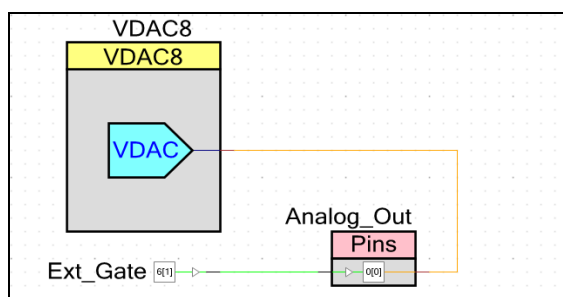 VDAC8
VDAC8
VDAC
Analog_Out
Pins
Ext_Gate 6[1] 0[0]